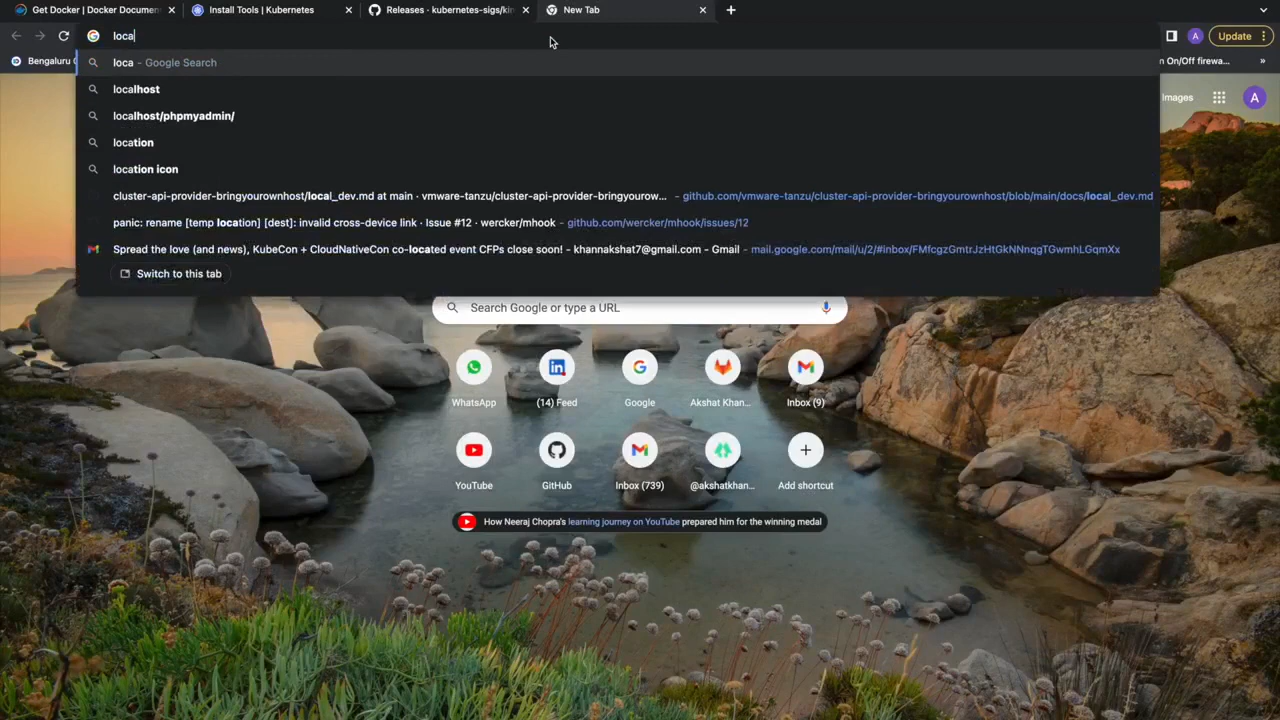 Get Docker | Docker Documen
Install Tools | Kubernetes
Releases · kubernetes-sigs/kin
New Tab
loca
Update
Bengaluru
n On/Off firewa...
»
loca - Google Search
localhost
localhost/phpmyadmin/
location
location icon
cluster-api-provider-bringyourownhost/local_dev.md at main · vmware-tanzu/cluster-api-provider-bringyourow... - github.com/vmware-tanzu/cluster-api-provider-bringyourownhost/blob/main/docs/local_dev.md
panic: rename [temp location] [dest]: invalid cross-device link · Issue #12 · wercker/mhook - github.com/wercker/mhook/issues/12
Spread the love (and news), KubeCon + CloudNativeCon co-located event CFPs close soon! - khannakshat7@gmail.com - Gmail - mail.google.com/mail/u/2/#inbox/FMfcgzGmtrJzHtGkNNnqgTGwmhLGqmXx
Switch to this tab
Images
A
Search Google or type a URL
WhatsApp
(14) Feed
Google
Akshat Khan...
Inbox (9)
YouTube
GitHub
Inbox (739)
@akshatkhan...
Add shortcut
How Neeraj Chopra's learning journey on YouTube prepared him for the winning medal